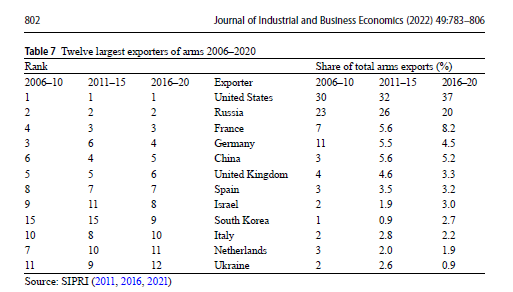 802 Journal of Industrial and Business Economics (2022) 49:783–806
Table 7 Twelve largest exporters of arms 2006–2020
Rank Share of total arms exports (%)
2006–10 2011–15 2016–20 Exporter 2006–10 2011–15 2016–20
1 1 1 United States 30 32 37
2 2 2 Russia 23 26 20
4 3 3 France 7 5.6 8.2
3 6 4 Germany 11 5.5 4.5
6 4 5 China 3 5.6 5.2
5 5 6 United Kingdom 4 4.6 3.3
8 7 7 Spain 3 3.5 3.2
9 11 8 Israel 2 1.9 3.0
15 15 9 South Korea 1 0.9 2.7
10 8 10 Italy 2 2.8 2.2
7 10 11 Netherlands 3 2.0 1.9
11 9 12 Ukraine 2 2.6 0.9
Source: SIPRI (2011, 2016, 2021)